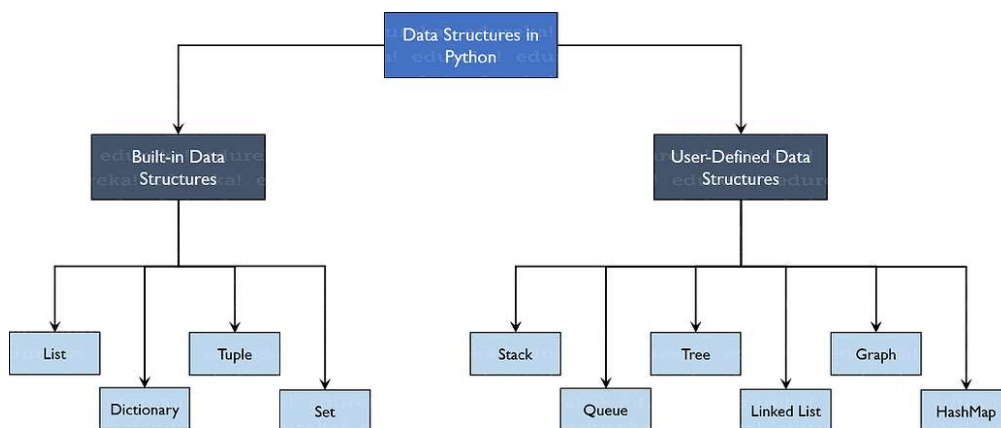 Data Structures in
Python
Built-in Data
Structures
User-Defined Data
Structures
List
Tuple
Dictionary
Set
Stack
Tree
Graph
Queue
Linked List
HashMap